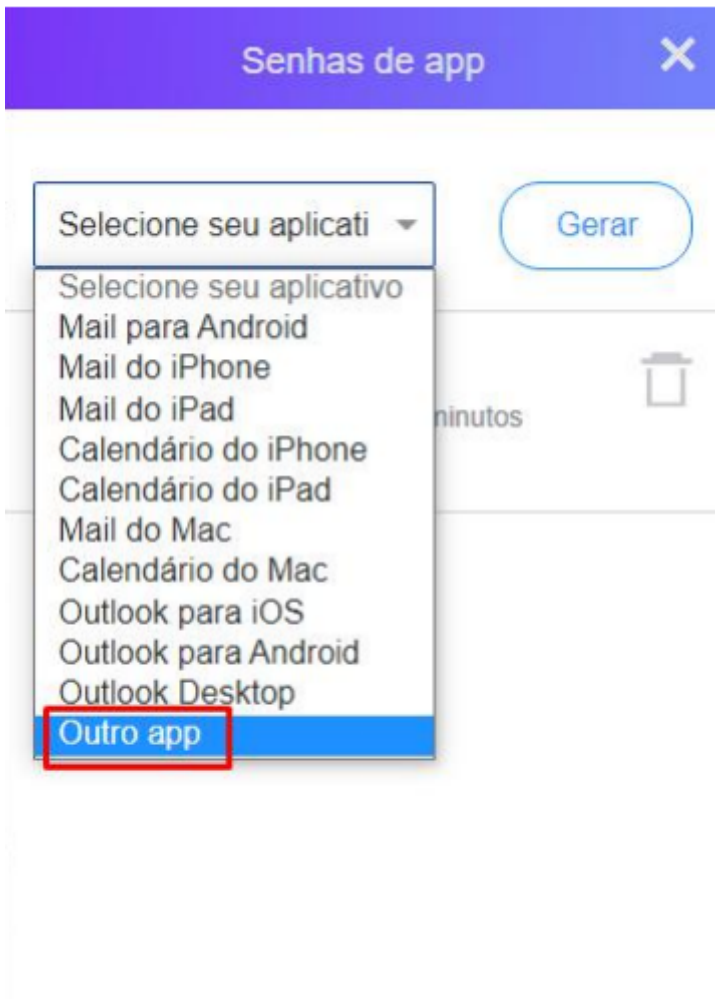 Senhas de app
Selecione seu aplicati
Gerar
Selecione seu aplicativo
Mail para Android
Mail do iPhone
Mail do iPad
Calendário do iPhone
Calendário do iPad
Mail do Mac
Calendário do Mac
Outlook para iOS
Outlook para Android
Outlook Desktop
Outro app
minutos